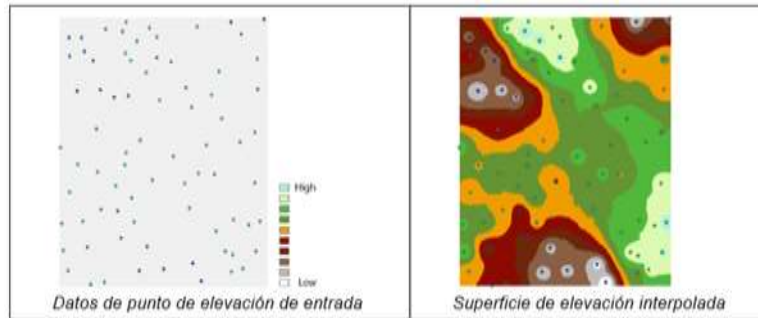 High
Low
Datos de punto de elevación de entrada
Superficie de elevación interpolada